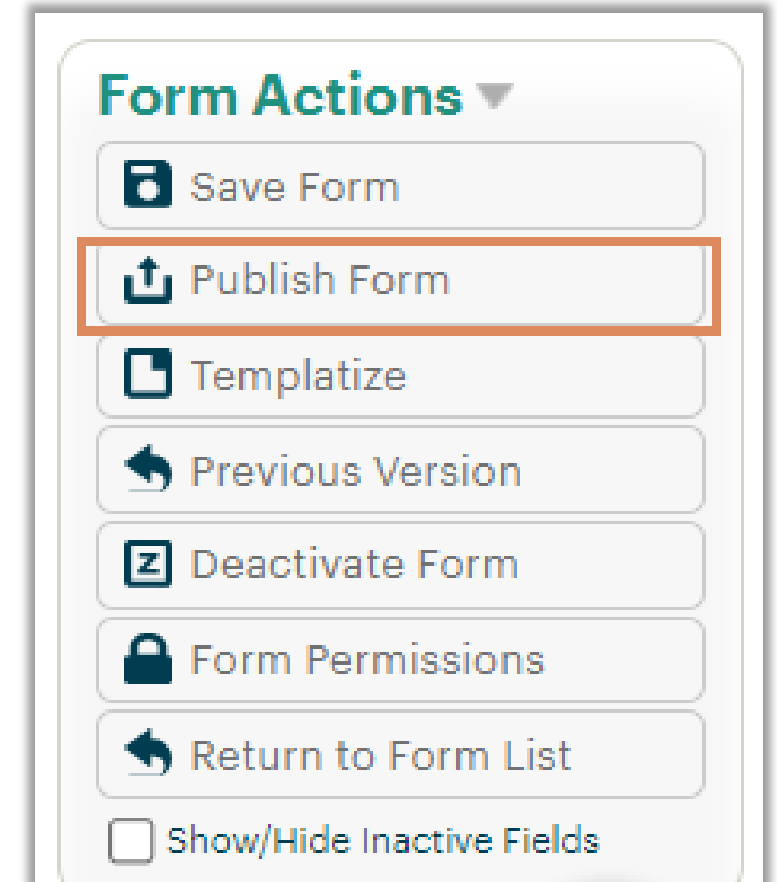 Form Actions
Save Form
Publish Form
Templatize
Previous Version
Deactivate Form
Form Permissions
Return to Form List
Show/Hide Inactive Fields